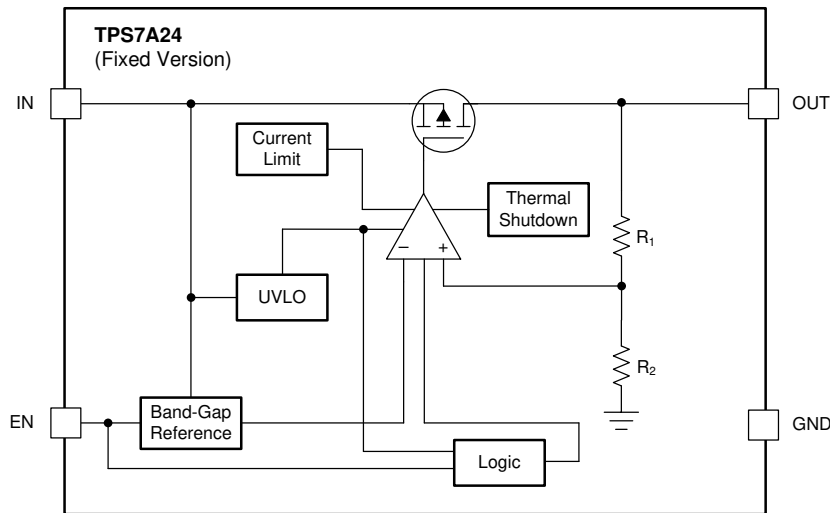 TPS7A24
(Fixed Version)
IN
OUT
Current
Limit
Thermal
Shutdown
− +
R₁
UVLO
R₂
EN
Band-Gap
Reference
GND
Logic